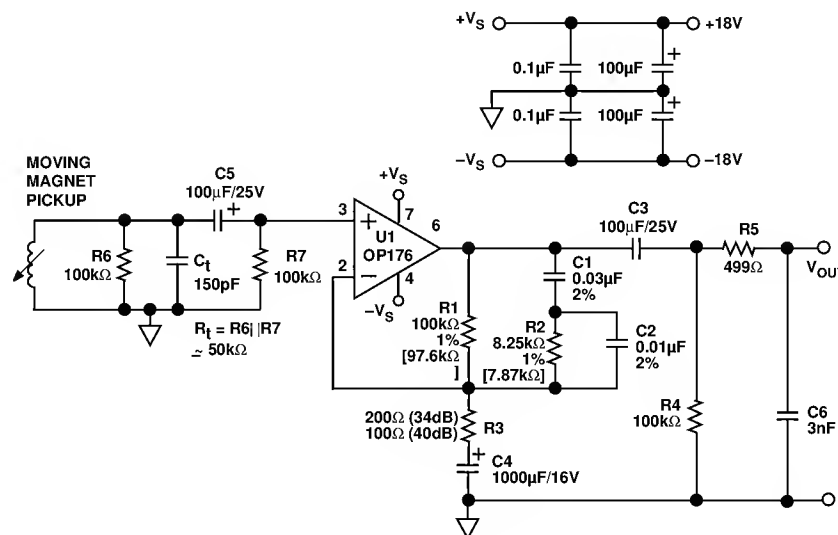 +VS
+18V
0.1µF
100µF
+
0.1µF
100µF
+
–VS
–18V
MOVING
MAGNET
PICKUP
C5
100µF/25V
+
R6
100kΩ
Ct
150pF
R7
100kΩ
Rt = R6||R7
≃ 50kΩ
+VS
7
3
+
U1
OP176
6
2
–
4
–VS
C3
100µF/25V
R5
499Ω
VOUT
C1
0.03µF
2%
R1
100kΩ
1%
[97.6kΩ
]
R2
8.25kΩ
1%
[7.87kΩ]
C2
0.01µF
2%
200Ω (34dB)
100Ω (40dB)
R3
+
C4
1000µF/16V
R4
100kΩ
C6
3nF